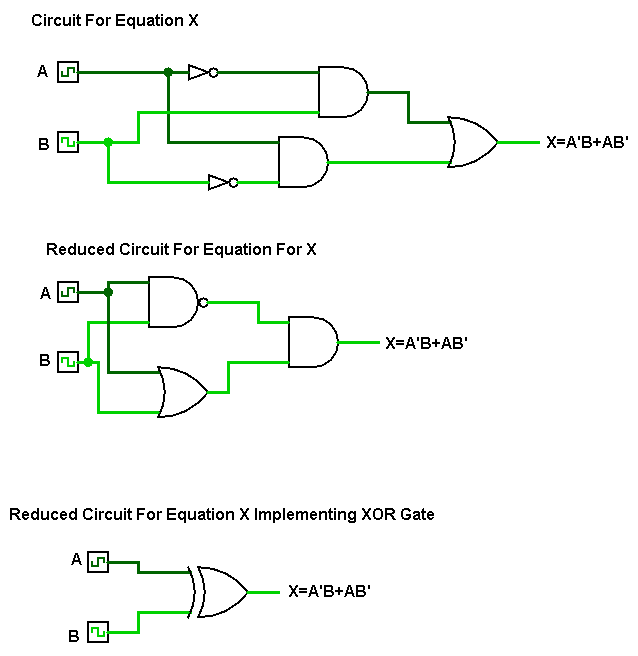 Circuit For Equation X
A
B
X=A'B+AB'
Reduced Circuit For Equation For X
A
B
X=A'B+AB'
Reduced Circuit For Equation X Implementing XOR Gate
A
X=A'B+AB'
B